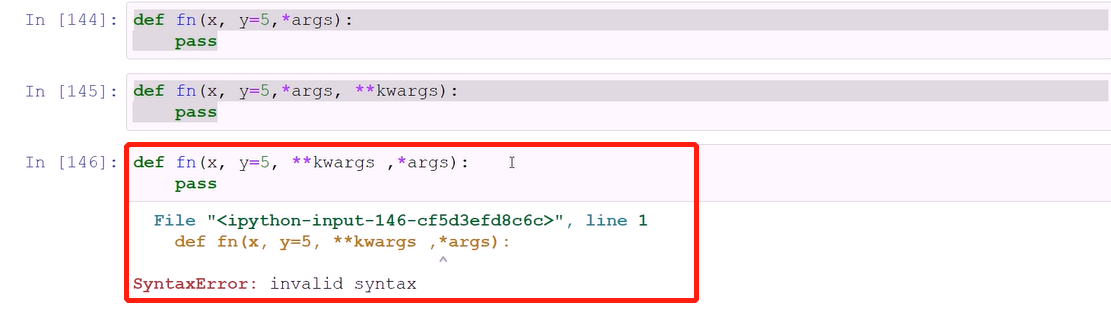 In [144]: def fn(x, y=5,*args):
pass
In [145]: def fn(x, y=5,*args, **kwargs):
pass
In [146]: def fn(x, y=5, **kwargs ,*args):
pass
File "<ipython-input-146-cf5d3efd8c6c>", line 1
def fn(x, y=5, **kwargs ,*args):
^
SyntaxError: invalid syntax